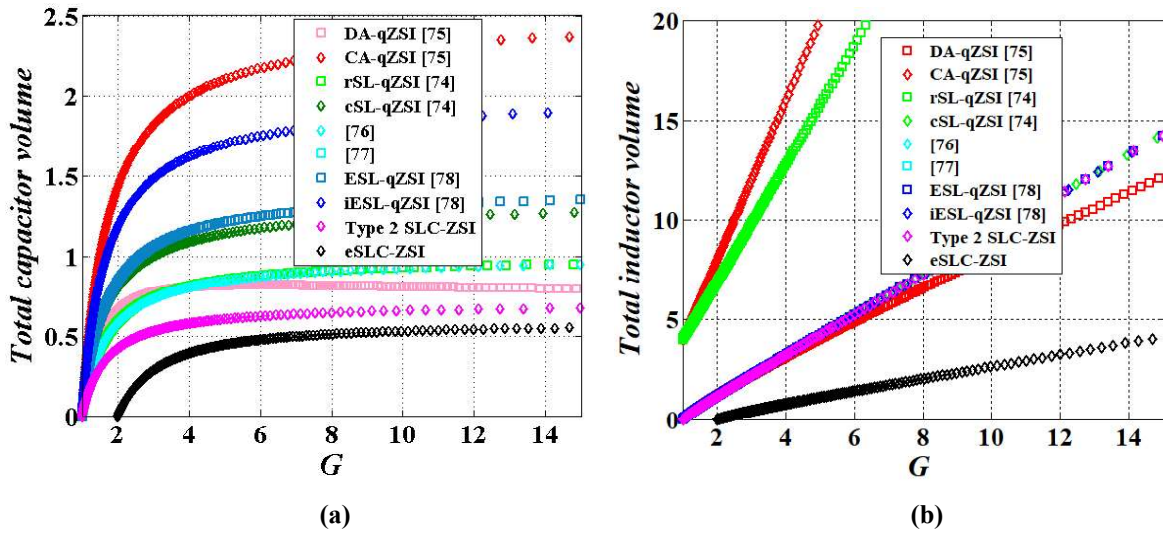 2.5
2
1.5
1
0.5
0
2 4 6 8 10 12 14
Total capacitor volume
G
DA-qZSI [75]
CA-qZSI [75]
rSL-qZSI [74]
cSL-qZSI [74]
[76]
[77]
ESL-qZSI [78]
iESL-qZSI [78]
Type 2 SLC-ZSI
eSLC-ZSI
(a)
20
15
10
5
0
2 4 6 8 10 12 14
Total inductor volume
G
DA-qZSI [75]
CA-qZSI [75]
rSL-qZSI [74]
cSL-qZSI [74]
[76]
[77]
ESL-qZSI [78]
iESL-qZSI [78]
Type 2 SLC-ZSI
eSLC-ZSI
(b)